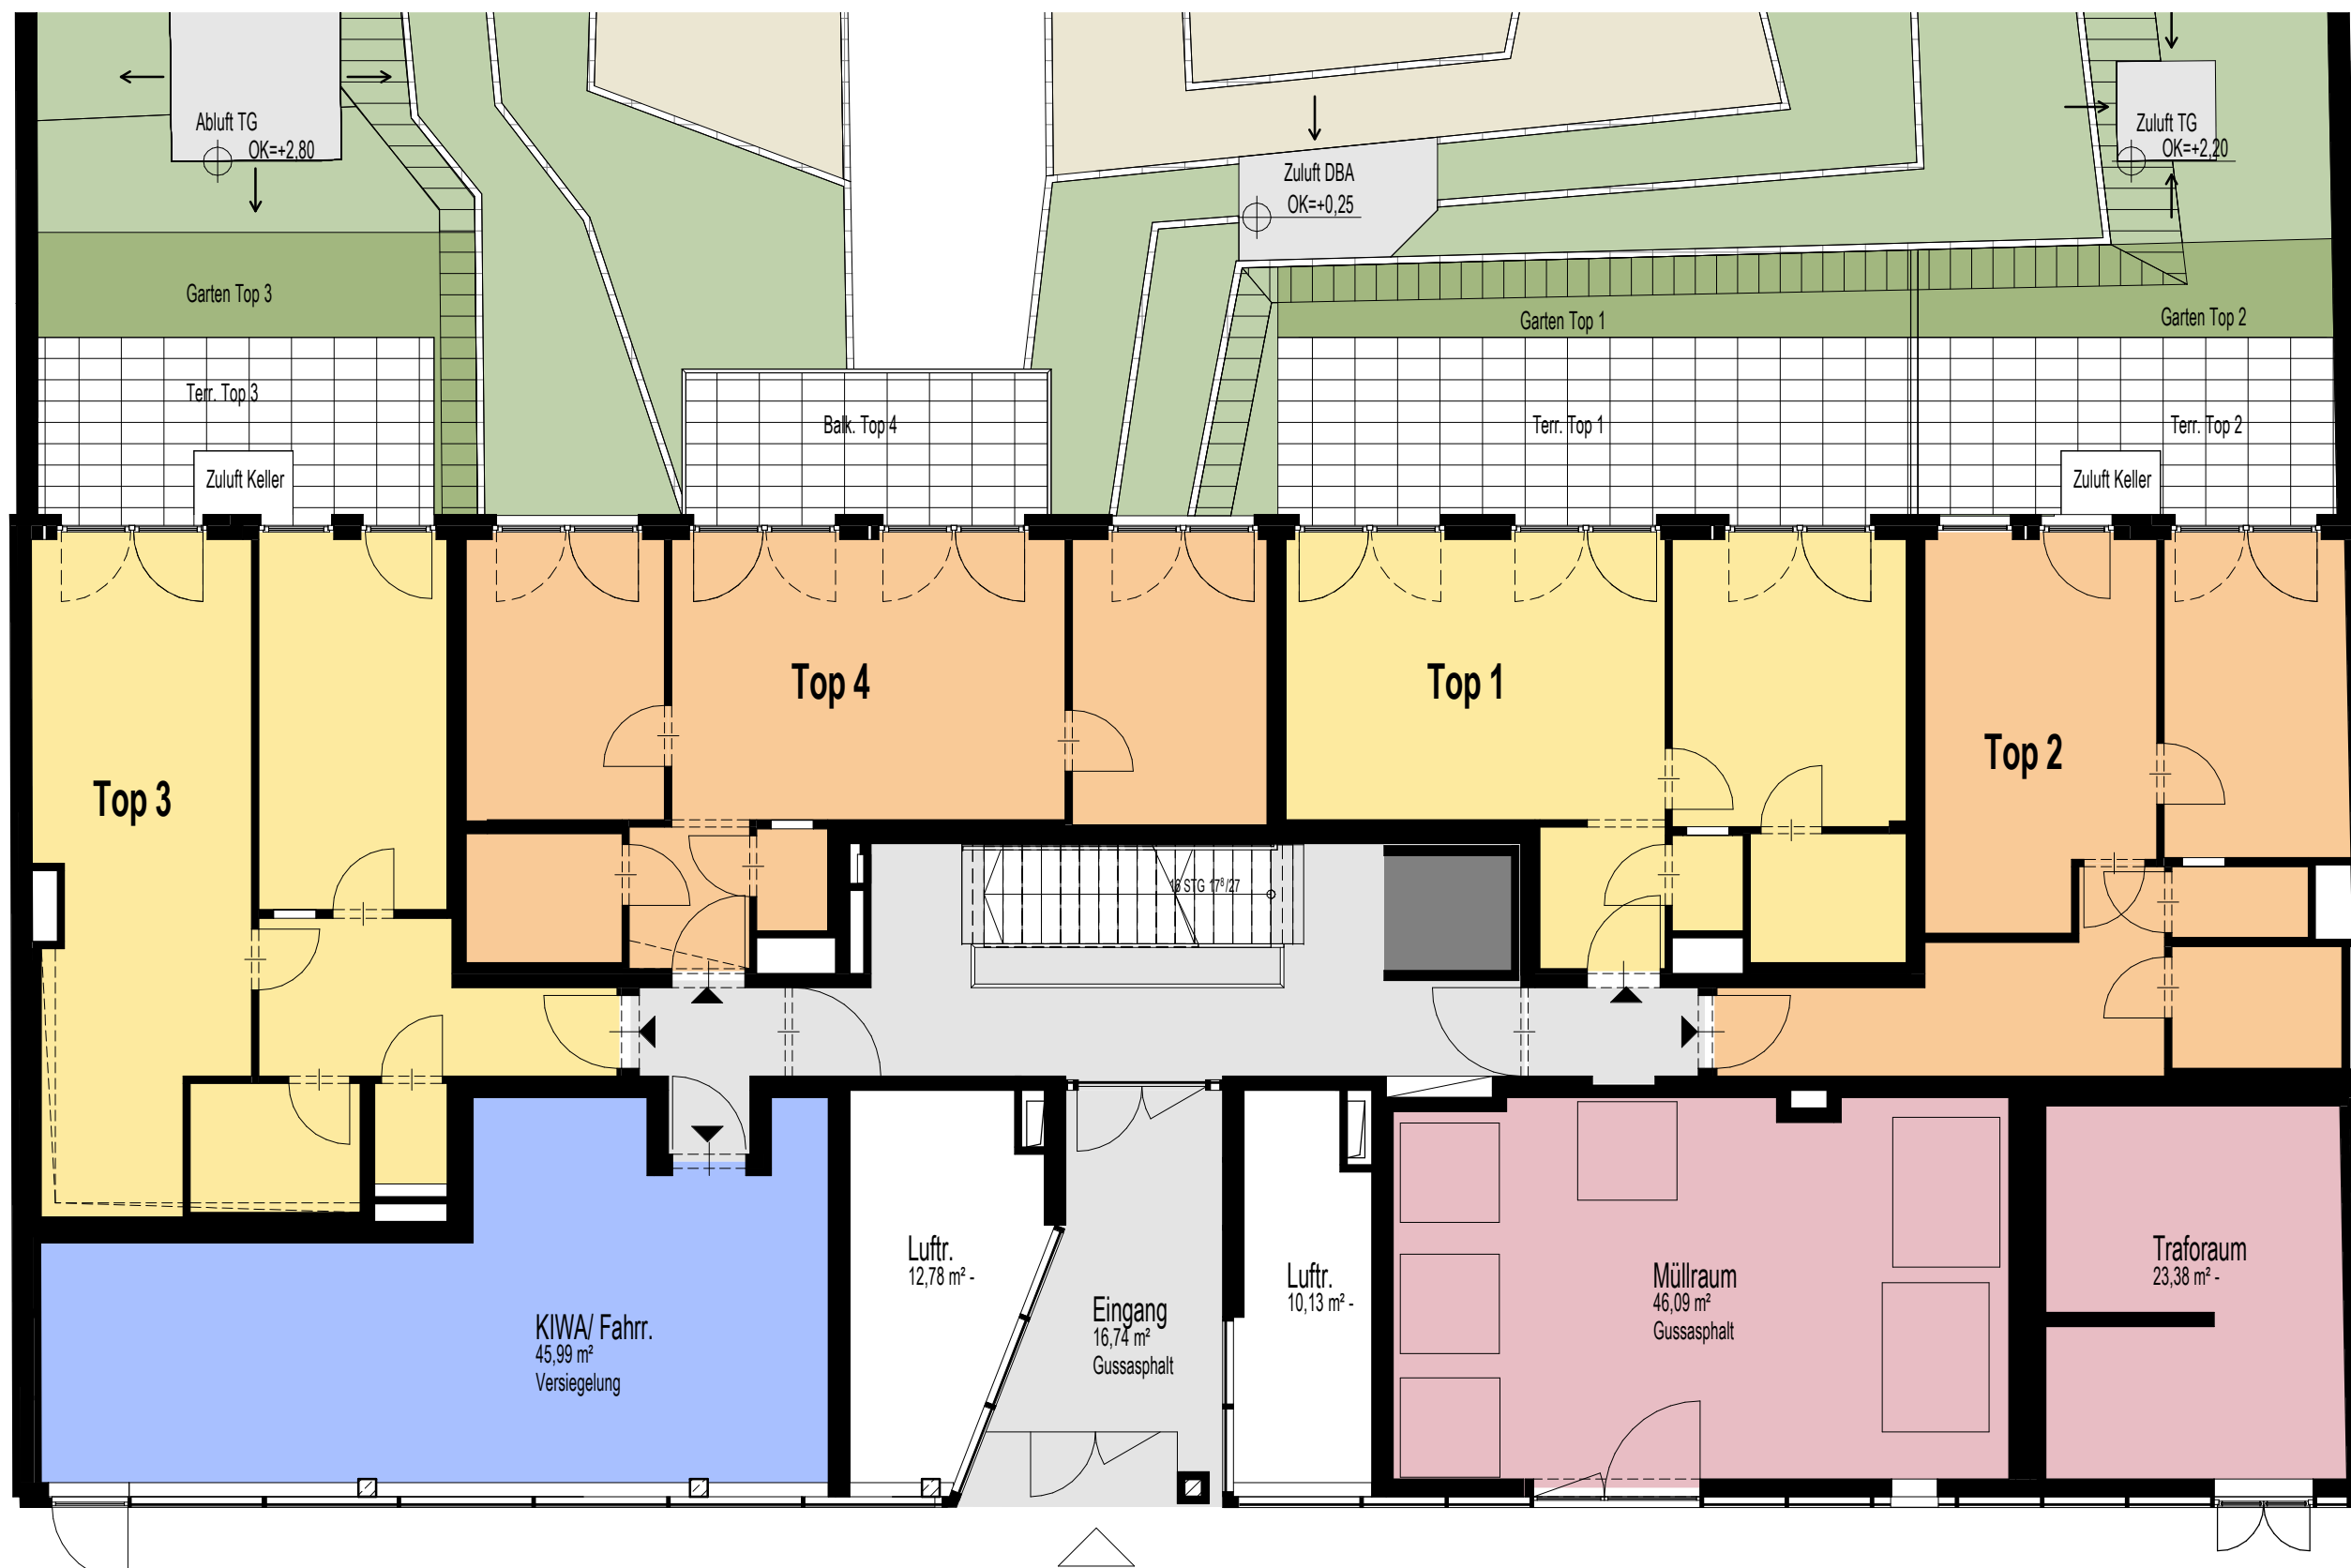 Abluft TG
OK=+2,80
Zuluft DBA
OK=+0,25
Zuluft TG
OK=+2,20
Garten Top 3
Garten Top 1
Garten Top 2
Terr. Top 3
Balk. Top 4
Terr. Top 1
Terr. Top 2
Zuluft Keller
Zuluft Keller
Top 4
Top 1
Top 2
Top 3
16 STG 17⁸/27
Luftr.
12,78 m² -
Eingang
16,74 m²
Gussasphalt
Luftr.
10,13 m² -
Müllraum
46,09 m²
Gussasphalt
Traforaum
23,38 m² -
KIWA/ Fahrr.
45,99 m²
Versiegelung